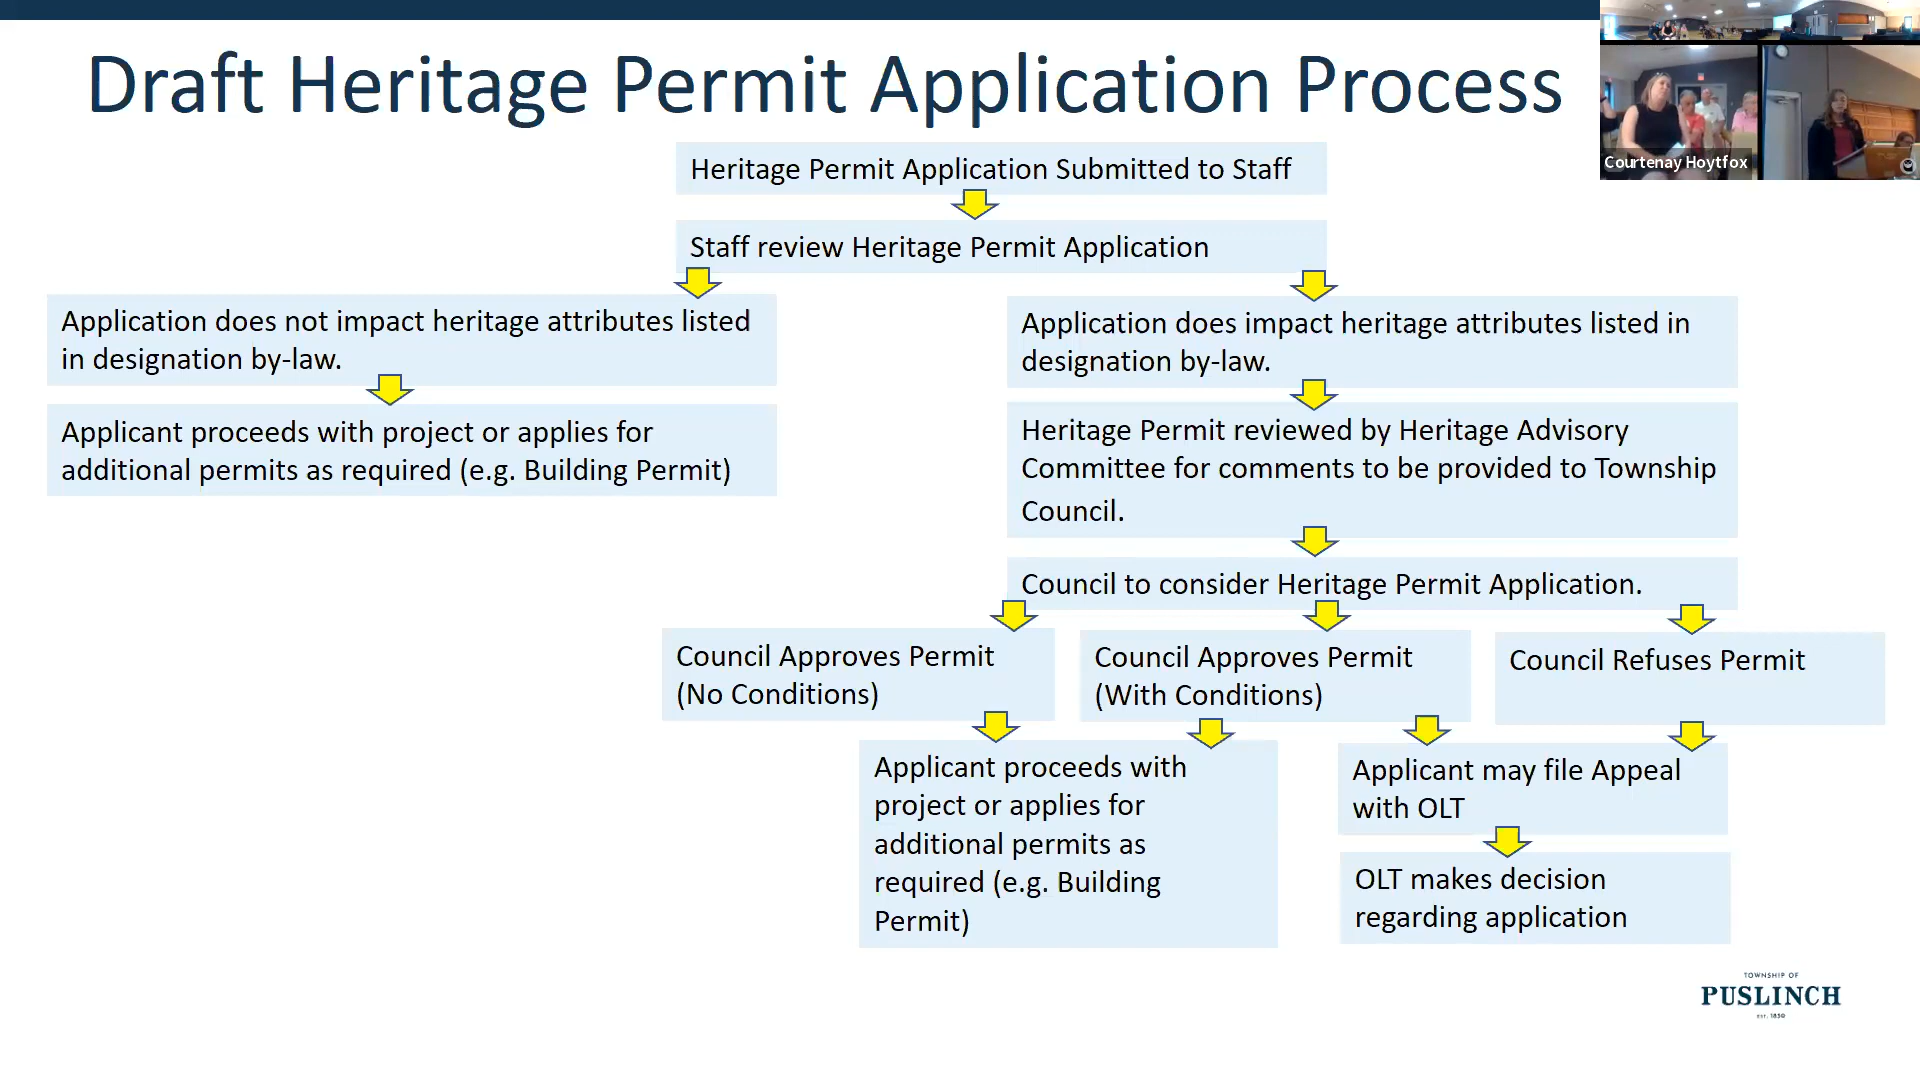 Draft Heritage Permit Application Process
Courtenay Hoytfox
Heritage Permit Application Submitted to Staff
Staff review Heritage Permit Application
Application does not impact heritage attributes listed
in designation by-law.
Applicant proceeds with project or applies for
additional permits as required (e.g. Building Permit)
Application does impact heritage attributes listed in
designation by-law.
Heritage Permit reviewed by Heritage Advisory
Committee for comments to be provided to Township
Council.
Council to consider Heritage Permit Application.
Council Approves Permit
(No Conditions)
Council Approves Permit
(With Conditions)
Council Refuses Permit
Applicant proceeds with
project or applies for
additional permits as
required (e.g. Building
Permit)
Applicant may file Appeal
with OLT
OLT makes decision
regarding application
TOWNSHIP OF
PUSLINCH
EST. 1850